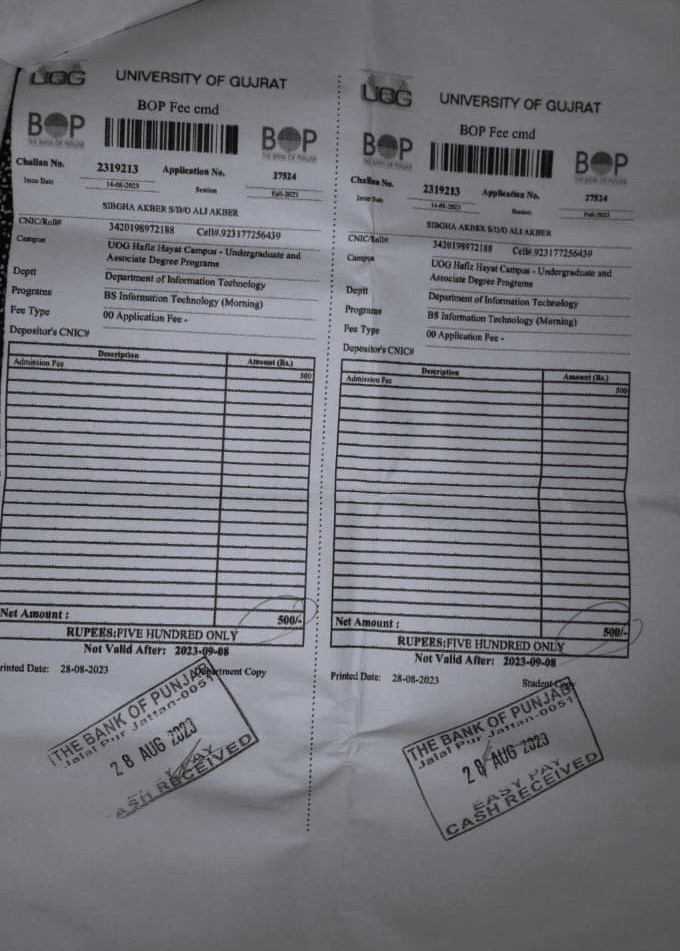 UOG UNIVERSITY OF GUJRAT
BOP Fee cmd
BOP BOP
THE BANK OF PUNJAB THE BANK OF PUNJAB
Challan No. 2319213 Application No. 27524
Issue Date 14-08-2023 Session Fall-2023
SIBGHA AKBER S/D/O ALI AKBER
CNIC/Roll# 3420198972188 Cell#.923177256439
Campus UOG Hafiz Hayat Campus - Undergraduate and
Associate Degree Programs
Deptt Department of Information Technology
Programs BS Information Technology (Morning)
Fee Type 00 Application Fee -
Depositor's CNIC#
Description Amount (Rs.)
Admission Fee 500
Net Amount : 500/-
RUPEES:FIVE HUNDRED ONLY
Not Valid After: 2023-09-08
rinted Date: 28-08-2023 Department Copy
THE BANK OF PUNJAB
Jalal Pur Jattan-0051
28 AUG 2023
EASY PAY
CASH RECEIVED
UOG UNIVERSITY OF GUJRAT
BOP Fee cmd
BOP BOP
THE BANK OF PUNJAB THE BANK OF PUNJAB
Challan No. 2319213 Application No. 27524
Issue Date 14-08-2023 Session Fall-2023
SIBGHA AKBER S/D/O ALI AKBER
CNIC/Roll# 3420198972188 Cell#.923177256439
Campus UOG Hafiz Hayat Campus - Undergraduate and
Associate Degree Programs
Deptt Department of Information Technology
Programs BS Information Technology (Morning)
Fee Type 00 Application Fee -
Depositor's CNIC#
Description Amount (Rs.)
Admission Fee 500
Net Amount : 500/-
RUPEES:FIVE HUNDRED ONLY
Not Valid After: 2023-09-08
Printed Date: 28-08-2023 Student Copy
THE BANK OF PUNJAB
Jalal Pur Jattan-0051
28 AUG 2023
EASY PAY
CASH RECEIVED